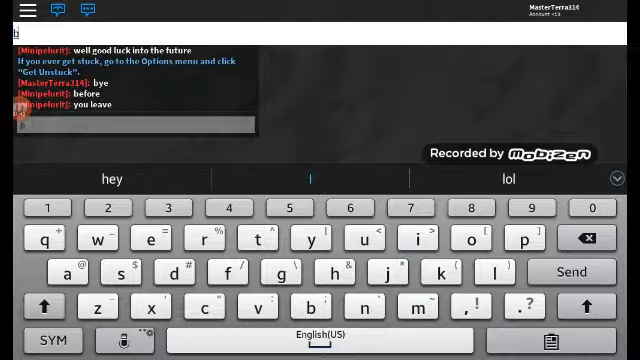 MasterTerra314
Account <13
b
[Minipelurit]: well good luck into the future
If you ever get stuck, go to the Options menu and click
"Get Unstuck".
[MasterTerra314]: bye
[Minipelurit]: before
[Minipelurit]: you leave
b
Recorded by mobizen
hey I lol
1 2 3 4 5 6 7 8 9 0
q + w - e = r % t ^ y | u < i > o [ p ]
a @ s $ d # f / g _ h & j * k ( l ) Send
z x c v b n m ~ , ! . ?
SYM English(US)